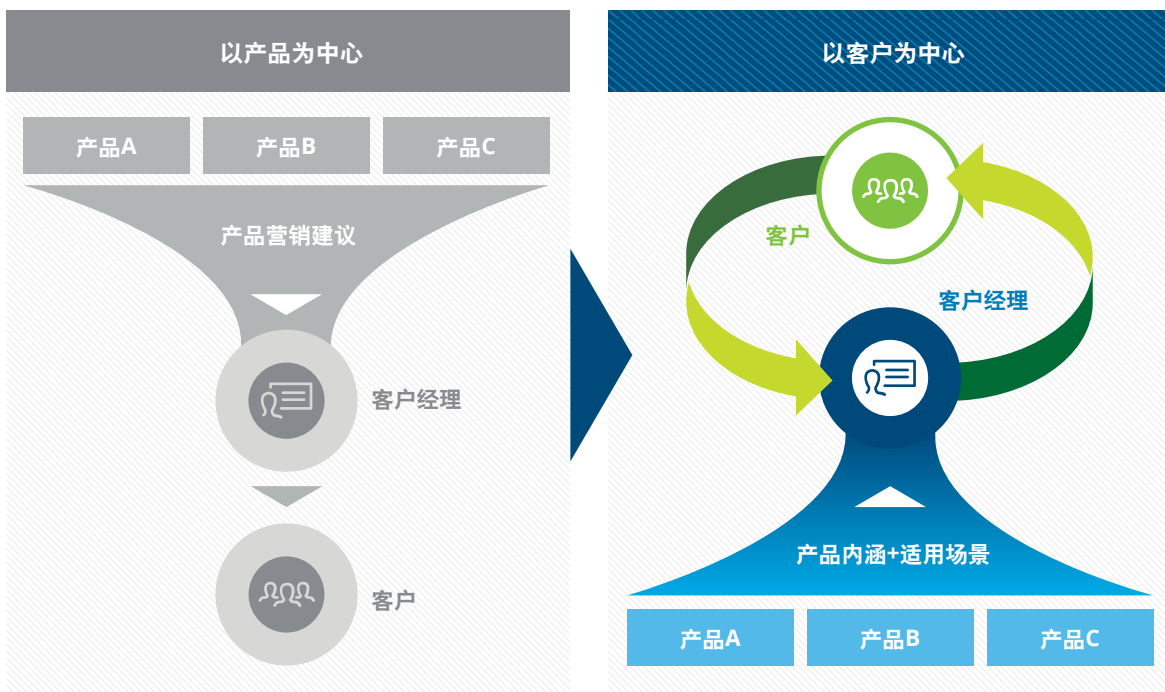 以产品为中心
产品A
产品B
产品C
产品营销建议
客户经理
客户
以客户为中心
客户
客户经理
产品内涵+适用场景
产品A
产品B
产品C